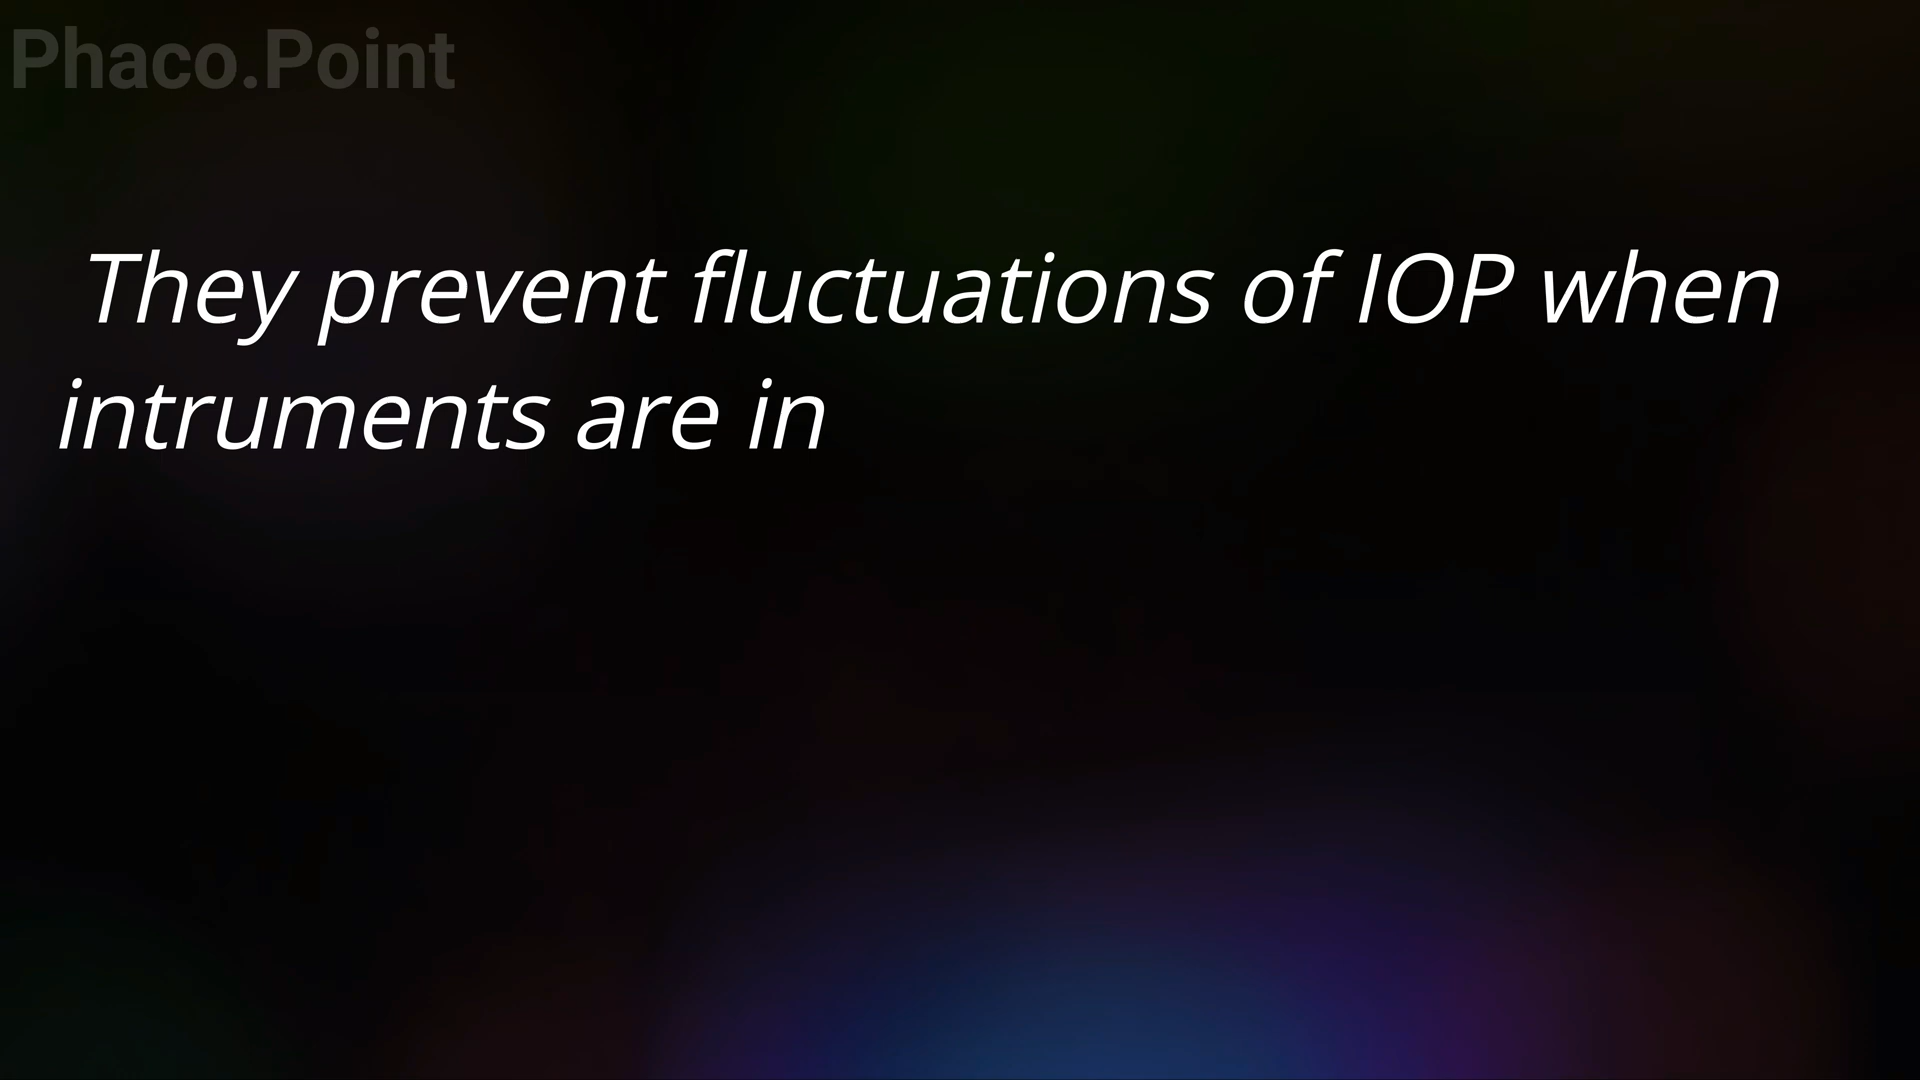 Phaco.Point
They prevent fluctuations of IOP when
intruments are in